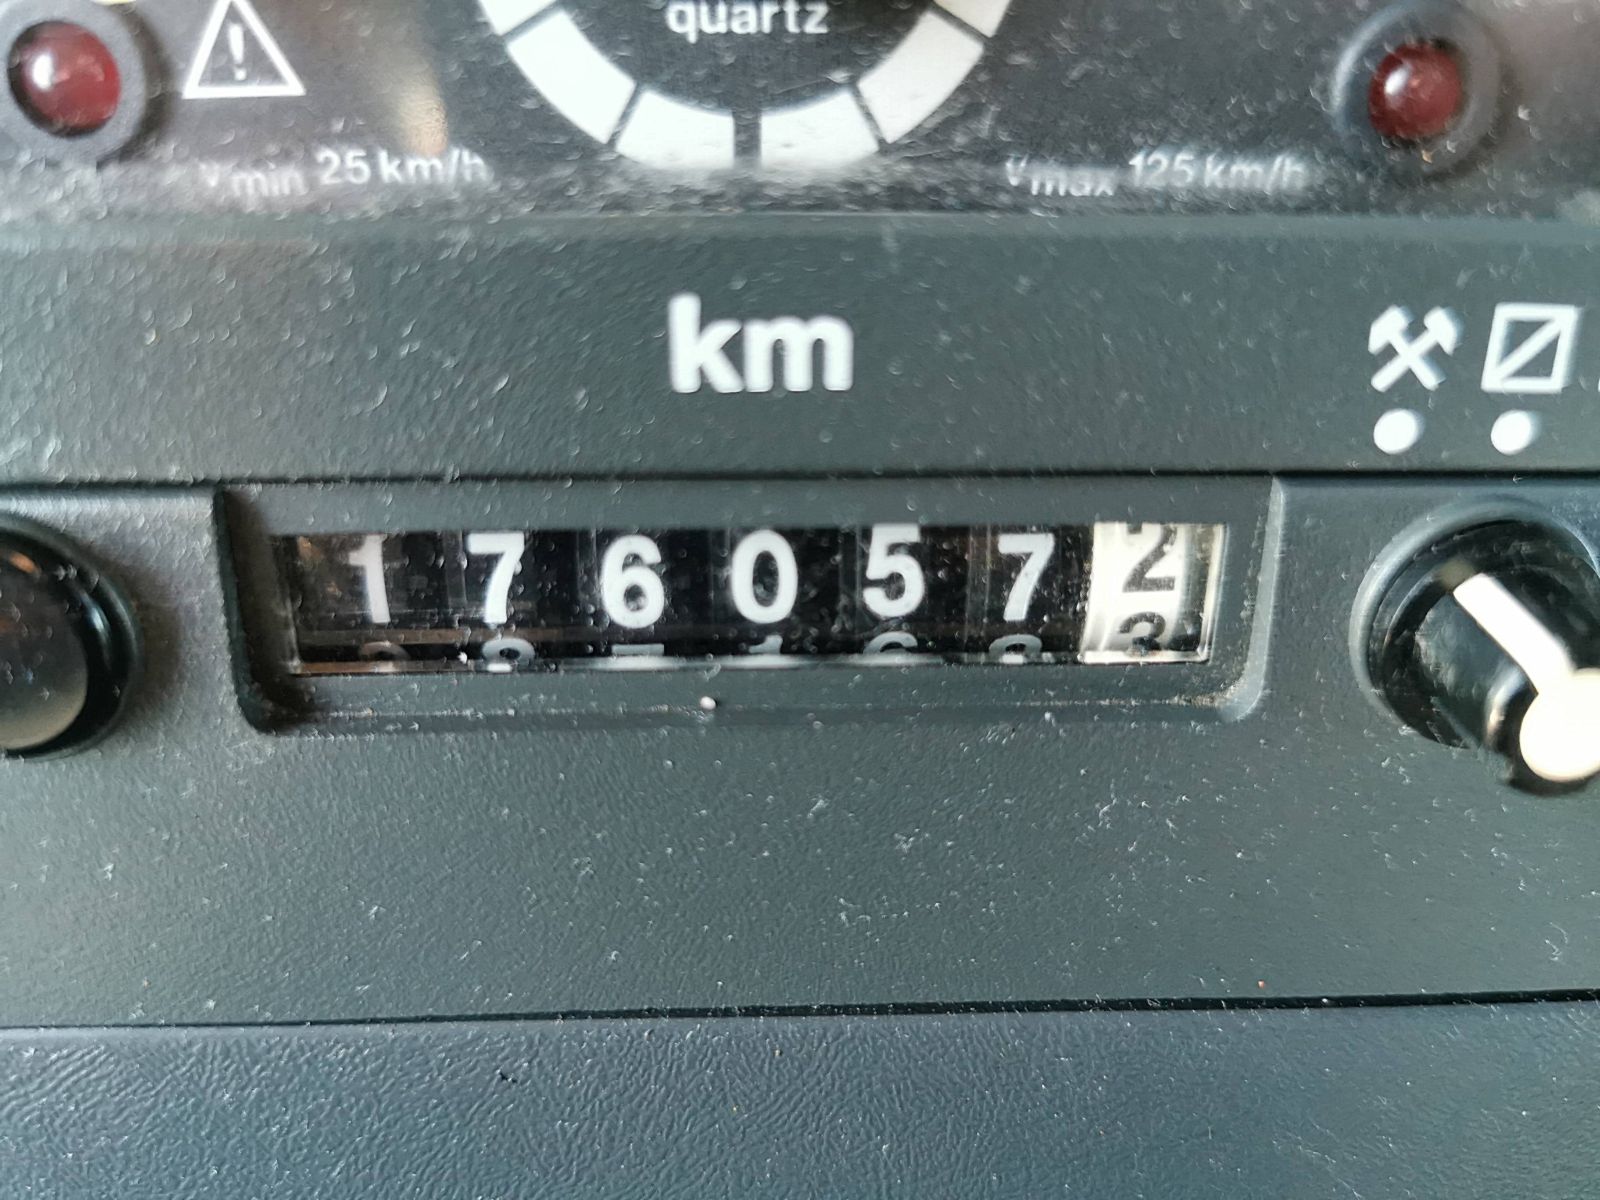 quartz
Vmin 25 km/h
Vmax 125 km/h
km
1760572